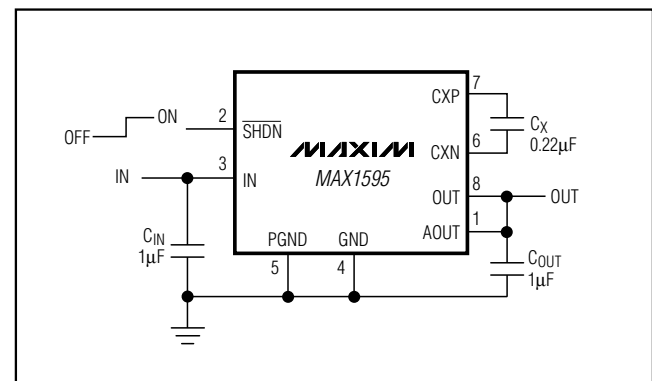 OFF
ON
2
SHDN
3
IN
IN
MAXIM
MAX1595
7
CXP
CX
0.22µF
6
CXN
8
OUT
OUT
1
AOUT
CIN
1µF
PGND
GND
5
4
COUT
1µF